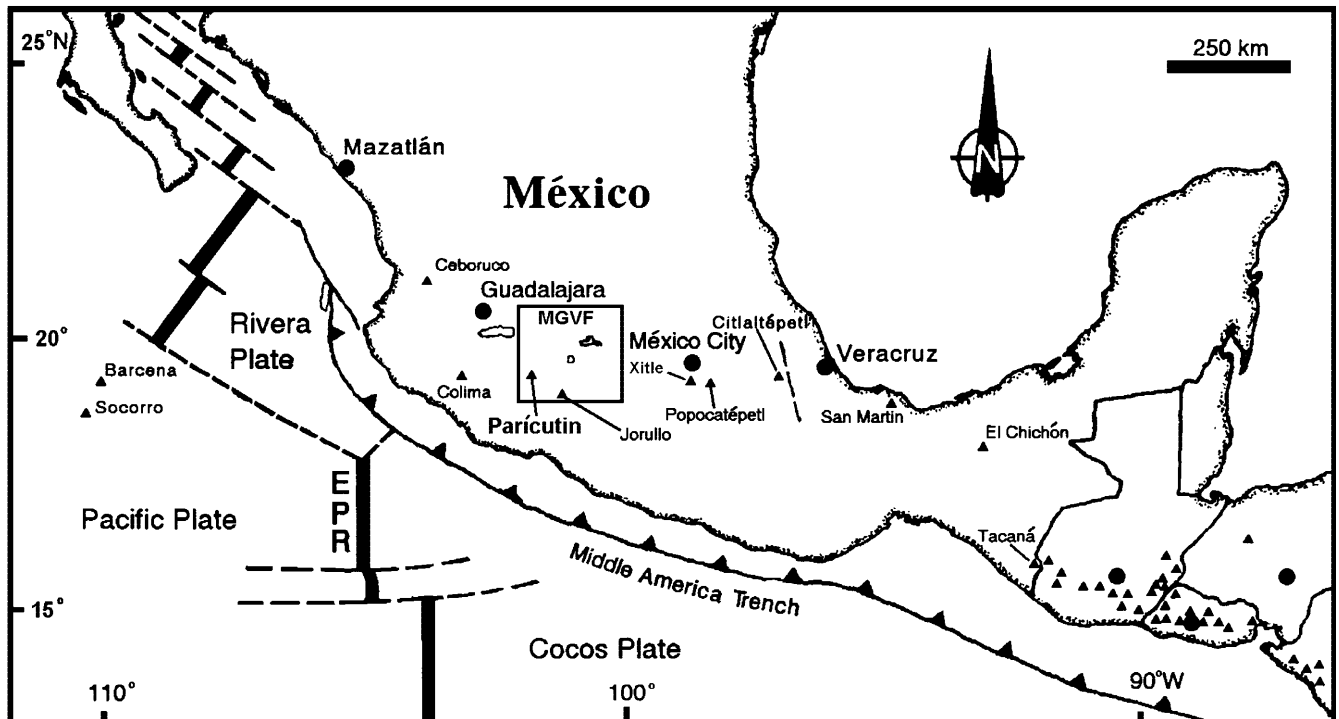 25°N
250 km
N
Mazatlán
México
Ceboruco
Guadalajara
MGVF
Citlaltépetl
México City
Veracruz
Rivera
Plate
20°
Barcena
Xitle
Colima
Socorro
Popocatépetl
San Martin
Parícutin
Jorullo
El Chichón
E
P
R
Pacific Plate
Tacaná
Middle America Trench
15°
Cocos Plate
110°
100°
90°W